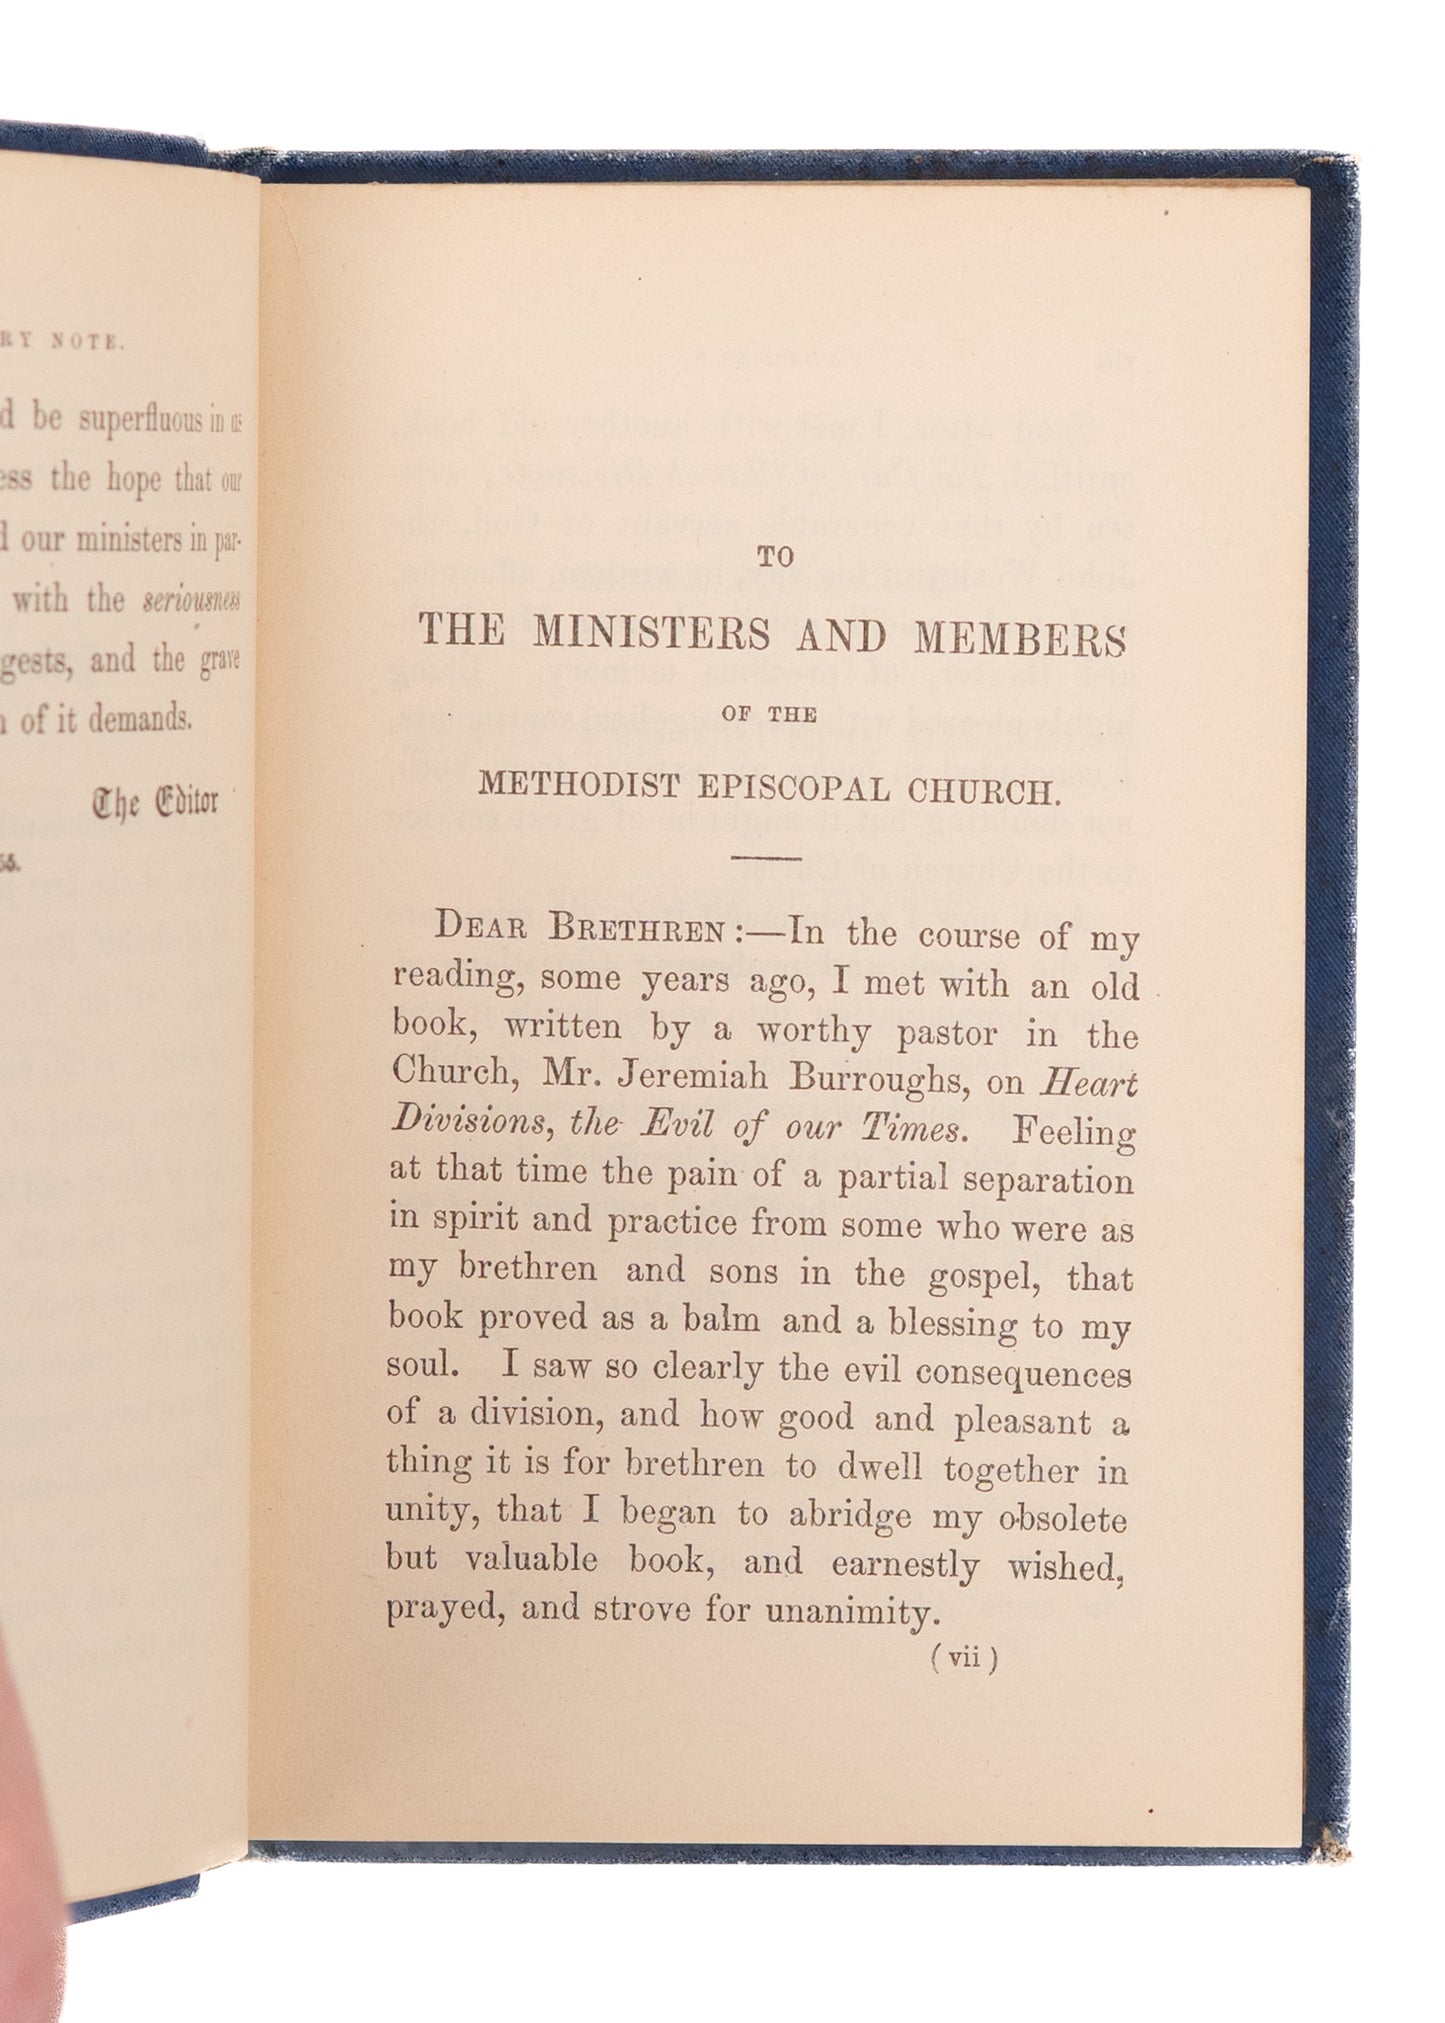 RY NOTE.
d be superfluous in us
ess the hope that our
d our ministers in par-
with the seriousness
gests, and the grave
n of it demands.
The Editor
55.
TO
THE MINISTERS AND MEMBERS
OF THE
METHODIST EPISCOPAL CHURCH.
DEAR BRETHREN:—In the course of my
reading, some years ago, I met with an old
book, written by a worthy pastor in the
Church, Mr. Jeremiah Burroughs, on Heart
Divisions, the Evil of our Times. Feeling
at that time the pain of a partial separation
in spirit and practice from some who were as
my brethren and sons in the gospel, that
book proved as a balm and a blessing to my
soul. I saw so clearly the evil consequences
of a division, and how good and pleasant a
thing it is for brethren to dwell together in
unity, that I began to abridge my obsolete
but valuable book, and earnestly wished,
prayed, and strove for unanimity.
(vii)